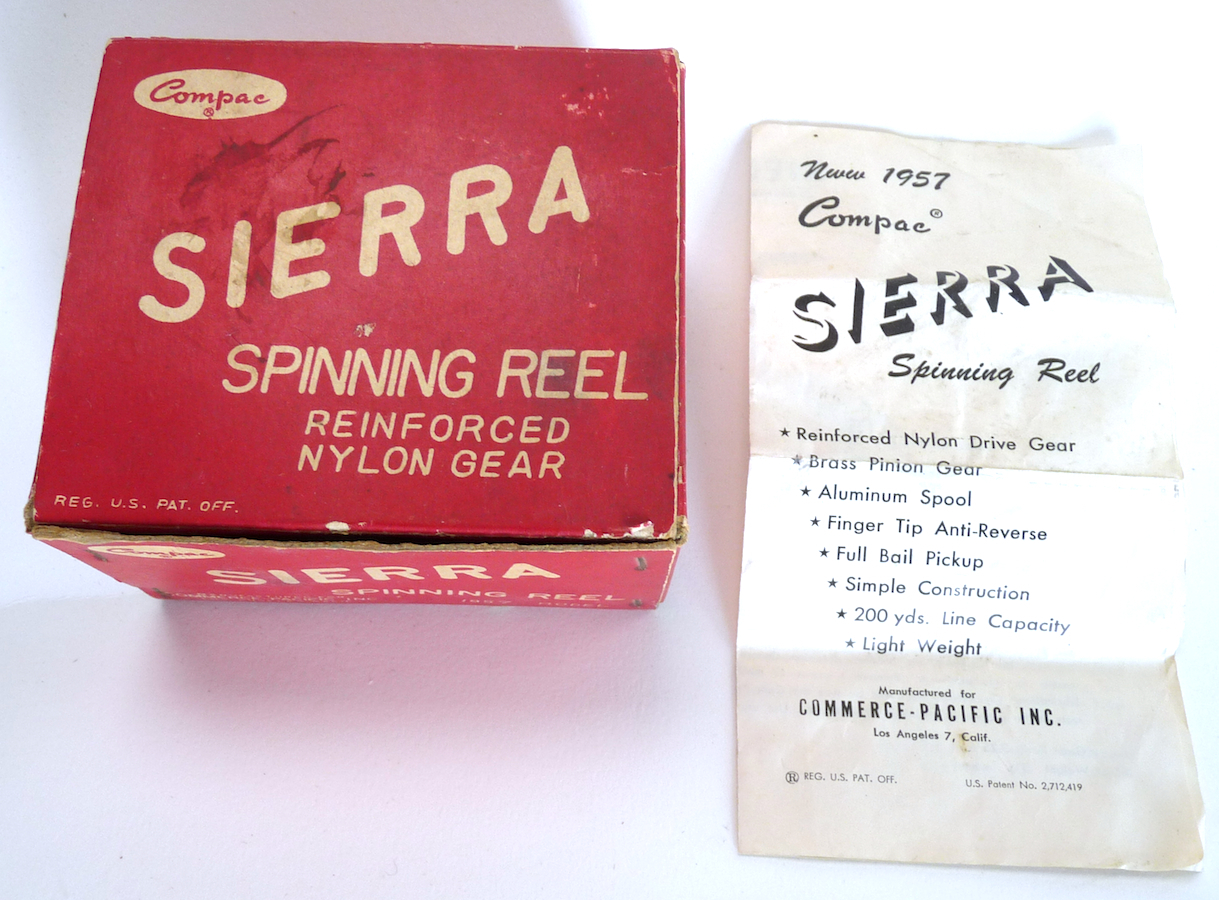 Compac
®
SIERRA
SPINNING REEL
REINFORCED
NYLON GEAR
REG. U.S. PAT. OFF.
Compac
SIERRA
SPINNING REEL
Nuw 1957
Compac®
SIERRA
Spinning Reel
★ Reinforced Nylon Drive Gear
★ Brass Pinion Gear
★ Aluminum Spool
★ Finger Tip Anti-Reverse
★ Full Bail Pickup
★ Simple Construction
★ 200 yds. Line Capacity
★ Light Weight
Manufactured for
COMMERCE-PACIFIC INC.
Los Angeles 7, Calif.
® REG. U.S. PAT. OFF. U.S. Patent No. 2,712,419